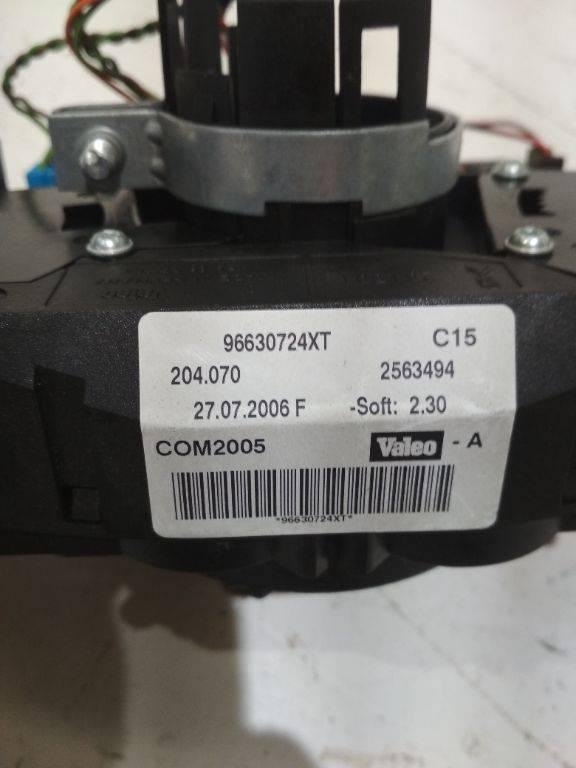 96630724XT C15
204.070 2563494
27.07.2006 F -Soft: 2.30
COM2005 Valeo - A
*96630724XT*